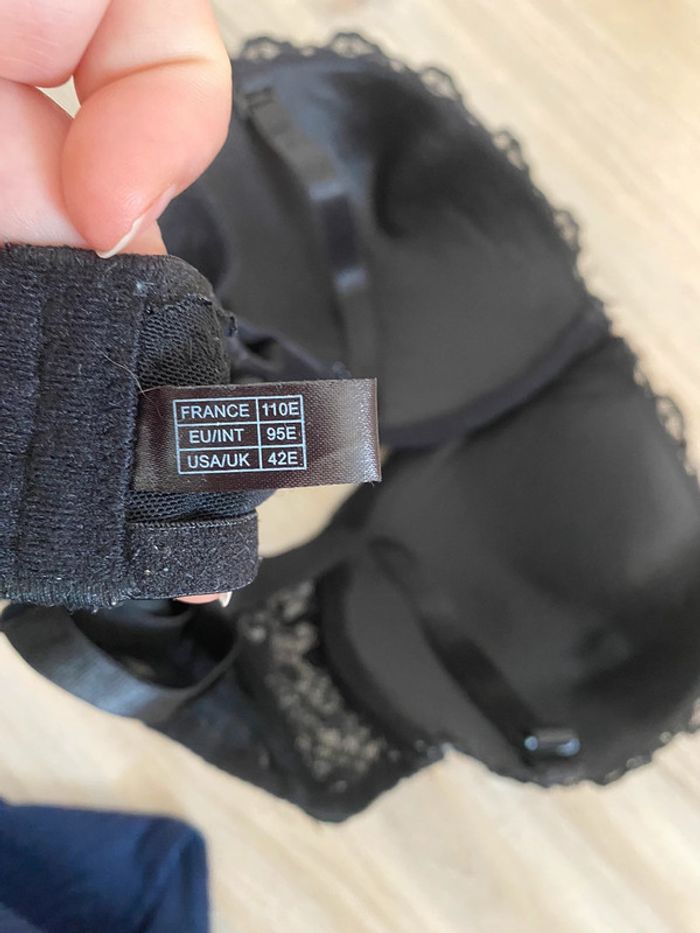 FRANCE 110E
EU/INT 95E
USA/UK 42E